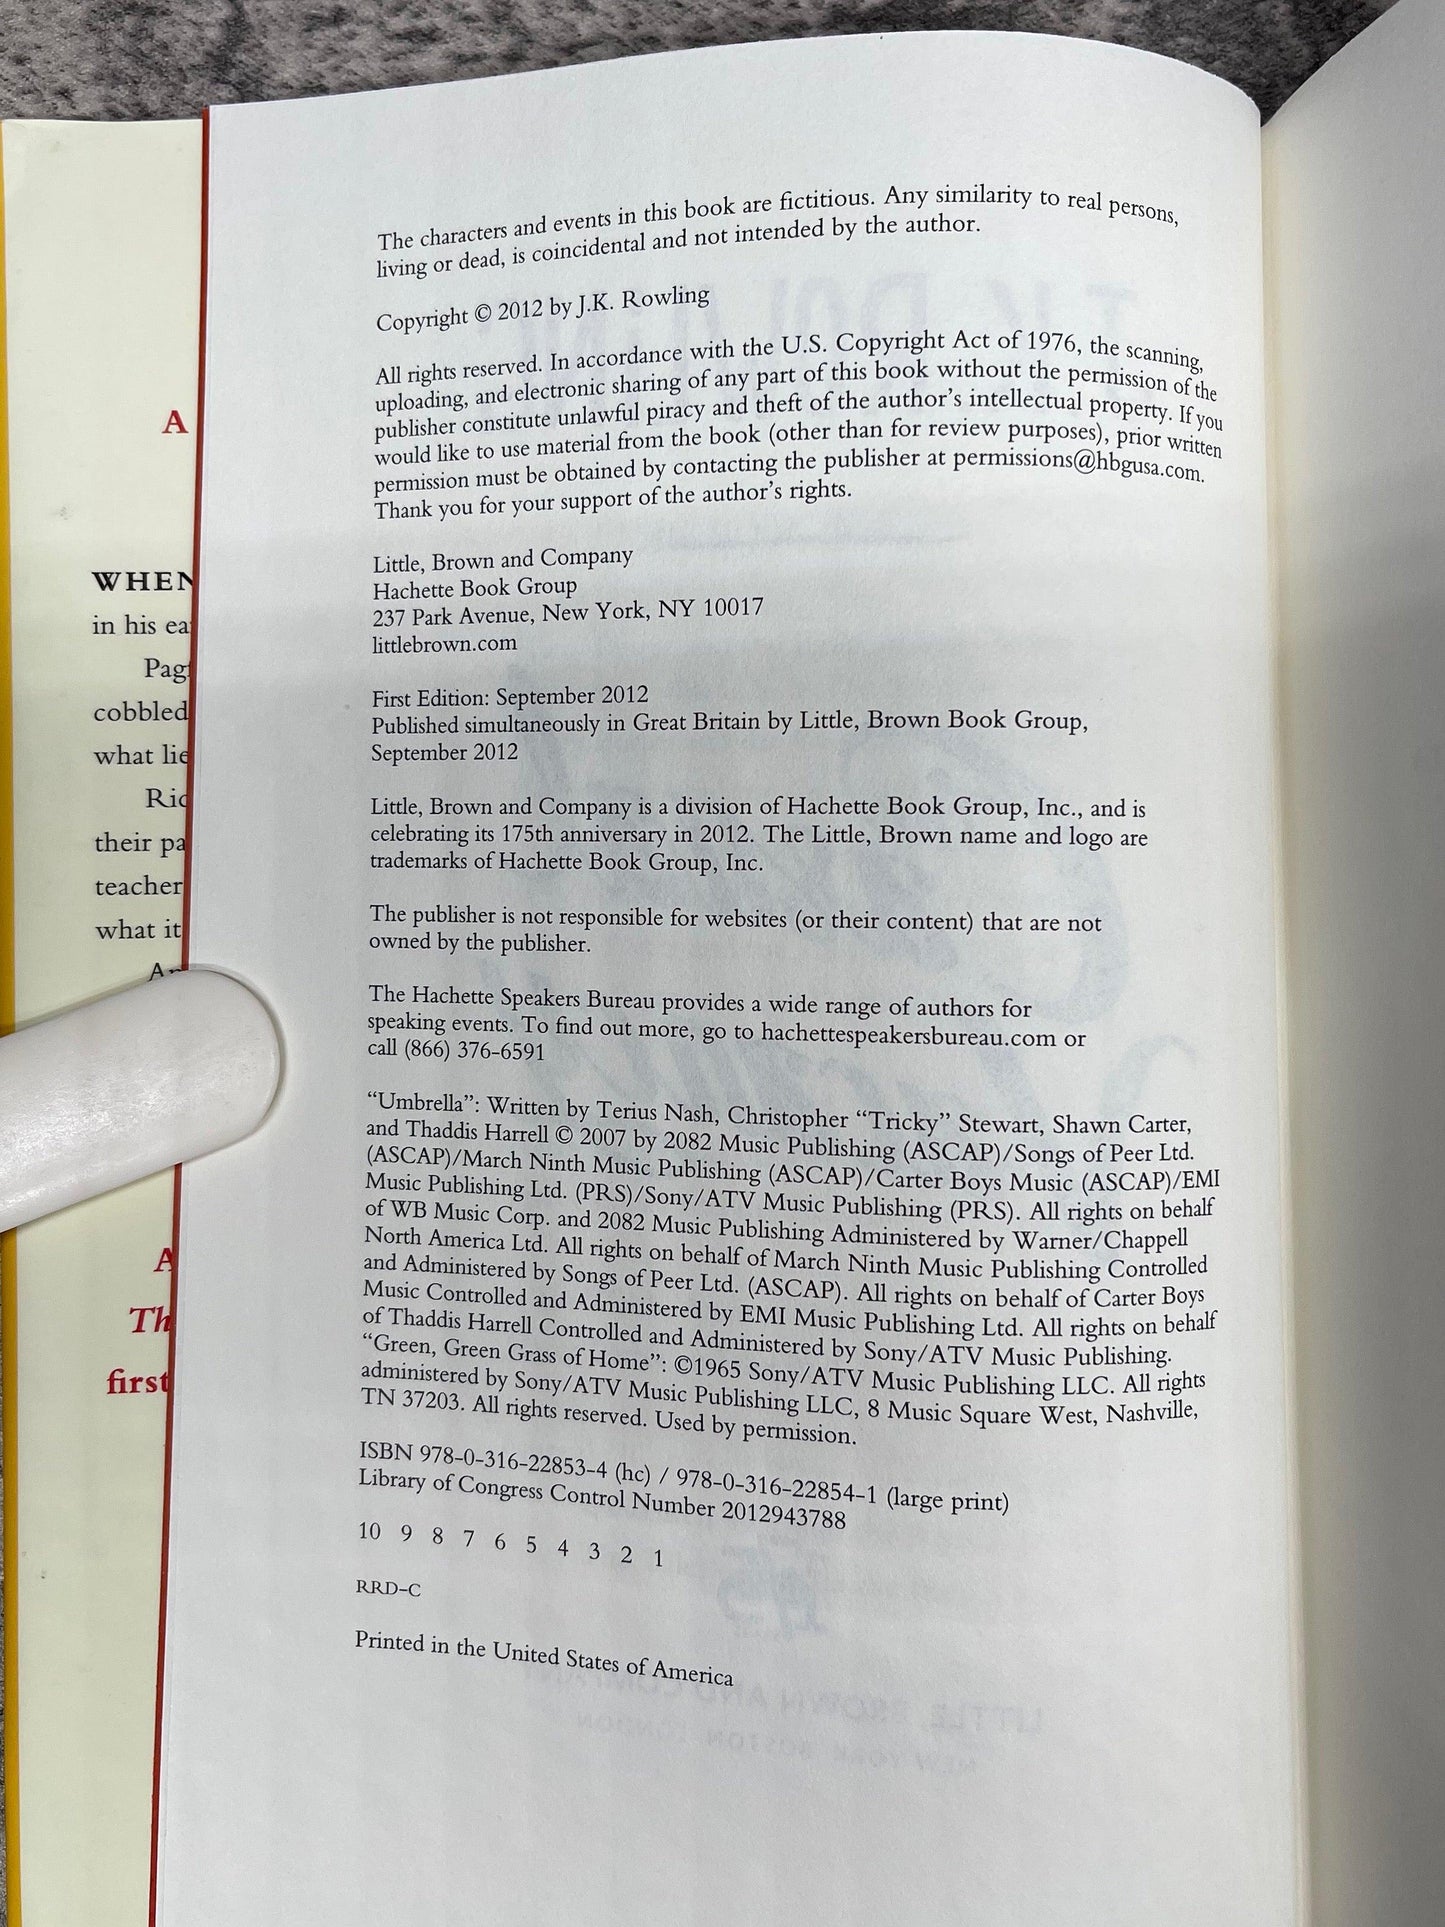 A
WHEN
in his ea
Pag
cobbled
what lie
Ric
their pa
teacher
what it
An
A
Th
first
The characters and events in this book are fictitious. Any similarity to real persons,
living or dead, is coincidental and not intended by the author.
Copyright © 2012 by J.K. Rowling
All rights reserved. In accordance with the U.S. Copyright Act of 1976, the scanning,
uploading, and electronic sharing of any part of this book without the permission of the
publisher constitute unlawful piracy and theft of the author's intellectual property. If you
would like to use material from the book (other than for review purposes), prior written
permission must be obtained by contacting the publisher at permissions@hbgusa.com.
Thank you for your support of the author's rights.
Little, Brown and Company
Hachette Book Group
237 Park Avenue, New York, NY 10017
littlebrown.com
First Edition: September 2012
Published simultaneously in Great Britain by Little, Brown Book Group,
September 2012
Little, Brown and Company is a division of Hachette Book Group, Inc., and is
celebrating its 175th anniversary in 2012. The Little, Brown name and logo are
trademarks of Hachette Book Group, Inc.
The publisher is not responsible for websites (or their content) that are not
owned by the publisher.
The Hachette Speakers Bureau provides a wide range of authors for
speaking events. To find out more, go to hachettespeakersbureau.com or
call (866) 376-6591
“Umbrella”: Written by Terius Nash, Christopher “Tricky” Stewart, Shawn Carter,
and Thaddis Harrell © 2007 by 2082 Music Publishing (ASCAP)/Songs of Peer Ltd.
(ASCAP)/March Ninth Music Publishing (ASCAP)/Carter Boys Music (ASCAP)/EMI
Music Publishing Ltd. (PRS)/Sony/ATV Music Publishing (PRS). All rights on behalf
of WB Music Corp. and 2082 Music Publishing Administered by Warner/Chappell
North America Ltd. All rights on behalf of March Ninth Music Publishing Controlled
and Administered by Songs of Peer Ltd. (ASCAP). All rights on behalf of Carter Boys
Music Controlled and Administered by EMI Music Publishing Ltd. All rights on behalf
of Thaddis Harrell Controlled and Administered by Sony/ATV Music Publishing.
“Green, Green Grass of Home”: ©1965 Sony/ATV Music Publishing LLC. All rights
administered by Sony/ATV Music Publishing LLC, 8 Music Square West, Nashville,
TN 37203. All rights reserved. Used by permission.
ISBN 978-0-316-22853-4 (hc) / 978-0-316-22854-1 (large print)
Library of Congress Control Number 2012943788
10 9 8 7 6 5 4 3 2 1
RRD-C
Printed in the United States of America